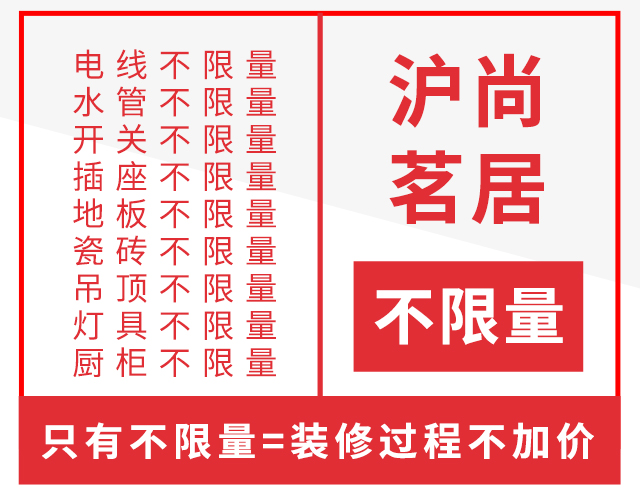 电线不限量
水管不限量
开关不限量
插座不限量
地板不限量
瓷砖不限量
吊顶不限量
灯具不限量
厨柜不限量
沪尚
茗居
不限量
只有不限量=装修过程不加价